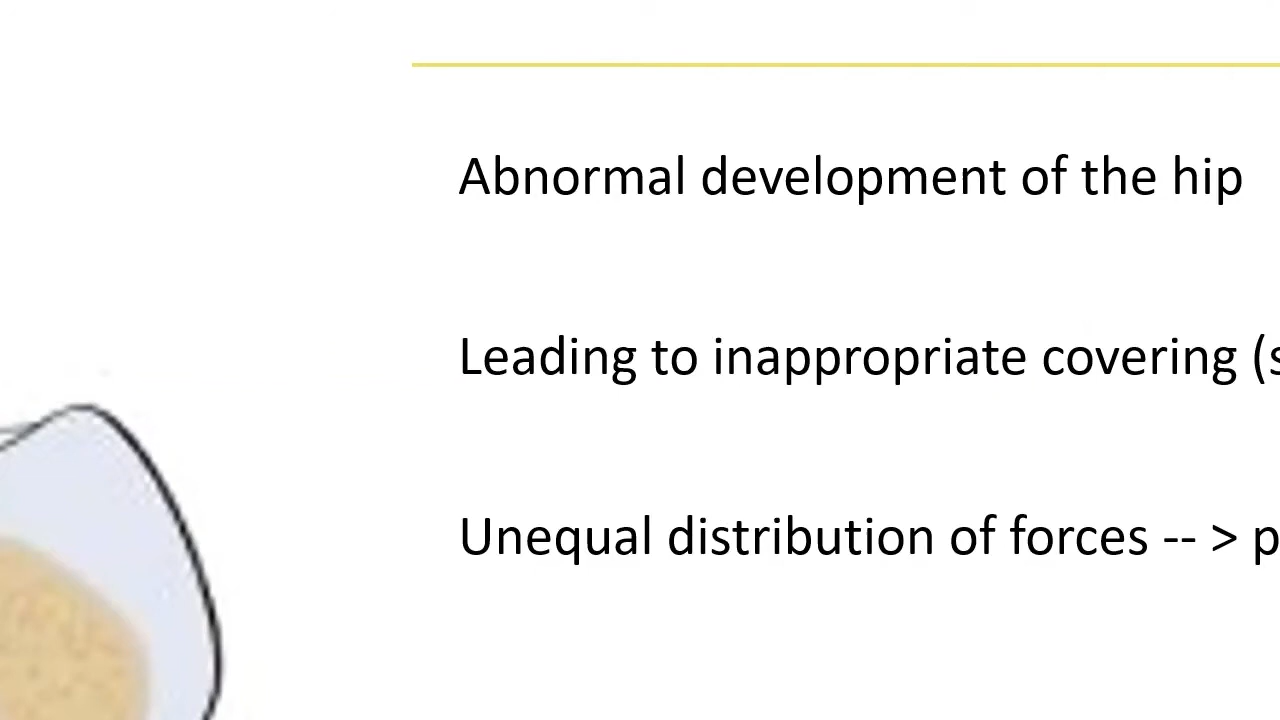 Abnormal development of the hip
Leading to inappropriate covering (s
Unequal distribution of forces -- > p